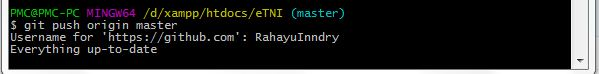 PMC@PMC-PC MINGW64 /d/xampp/htdocs/eTNI (master)
$ git push origin master
Username for 'https://github.com': RahayuInndry
Everything up-to-date